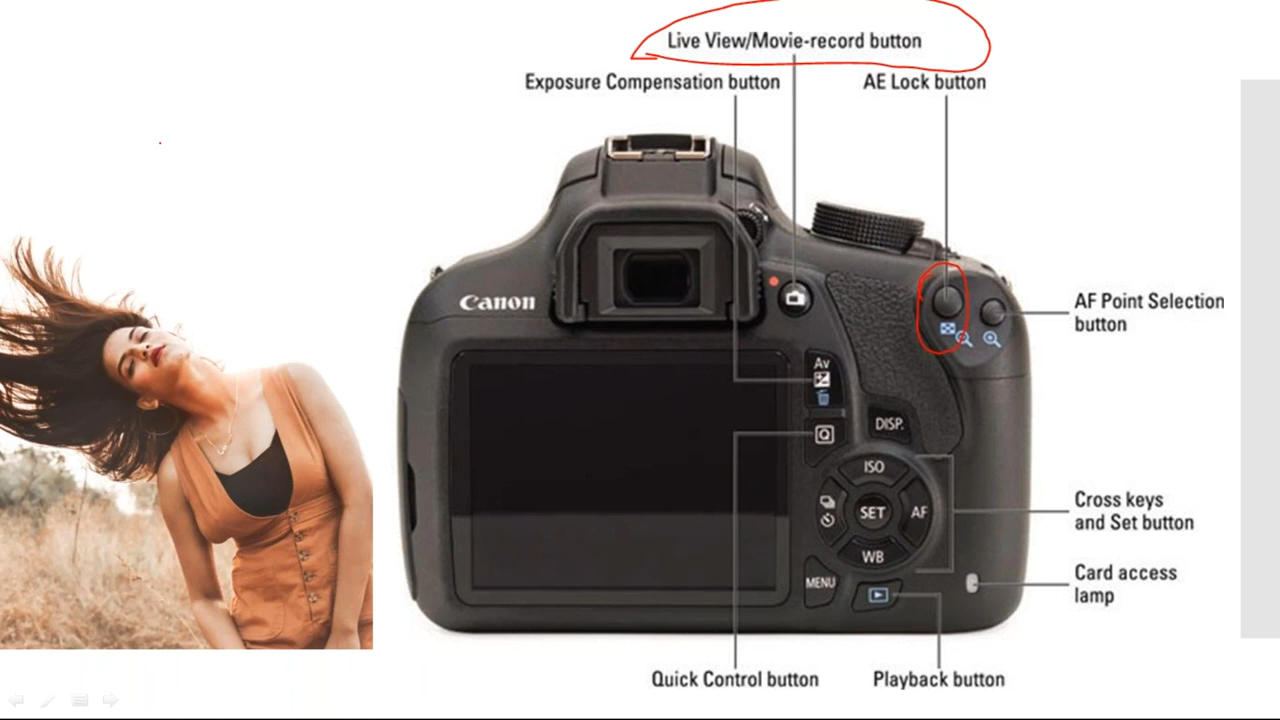 Live View/Movie-record button
Exposure Compensation button
AE Lock button
Canon
AF Point Selection
button
Av
Q
DISP.
ISO
SET
AF
WB
MENU
Cross keys
and Set button
Card access
lamp
Quick Control button
Playback button